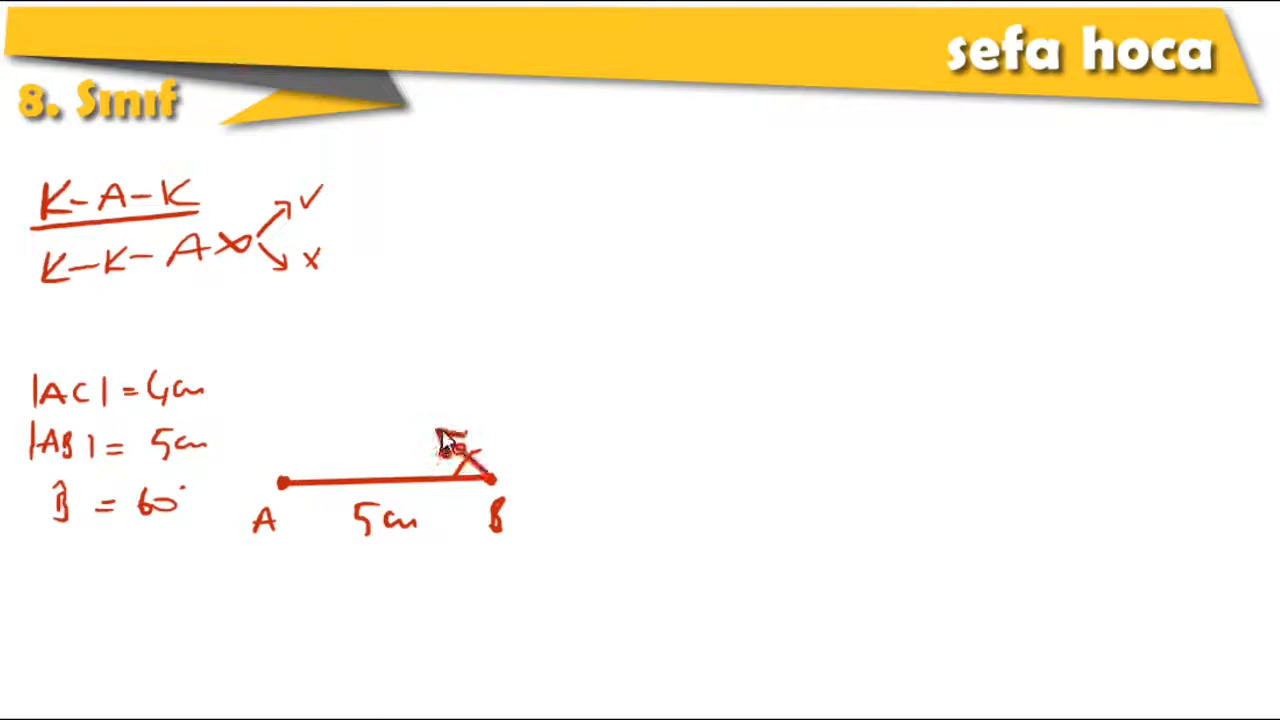 sefa hoca
8. Sınıf
K-A-K
K-K-A
|AC| = 4cm
|AB| = 5cm
B̂ = 60°
A
5cm
B